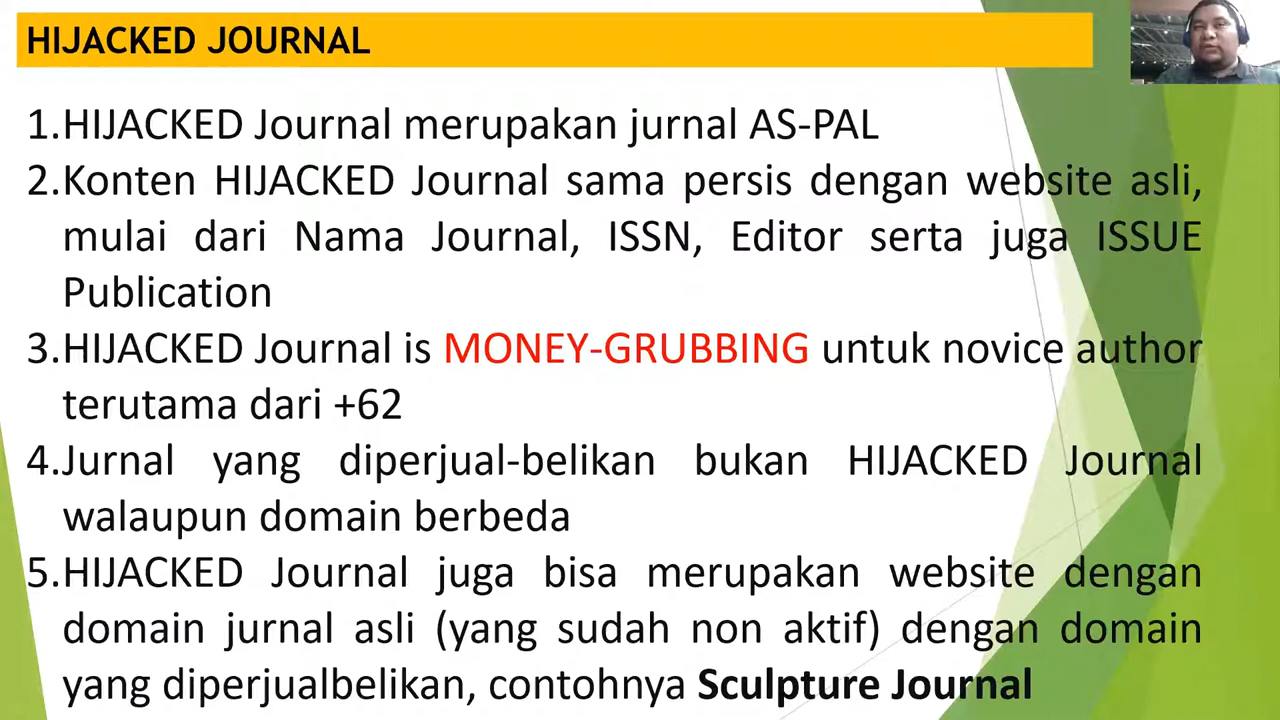 HIJACKED JOURNAL
1.HIJACKED Journal merupakan jurnal AS-PAL
2.Konten HIJACKED Journal sama persis dengan website asli,
mulai dari Nama Journal, ISSN, Editor serta juga ISSUE
Publication
3.HIJACKED Journal is MONEY-GRUBBING untuk novice author
terutama dari +62
4.Jurnal yang diperjual-belikan bukan HIJACKED Journal
walaupun domain berbeda
5.HIJACKED Journal juga bisa merupakan website dengan
domain jurnal asli (yang sudah non aktif) dengan domain
yang diperjualbelikan, contohnya Sculpture Journal